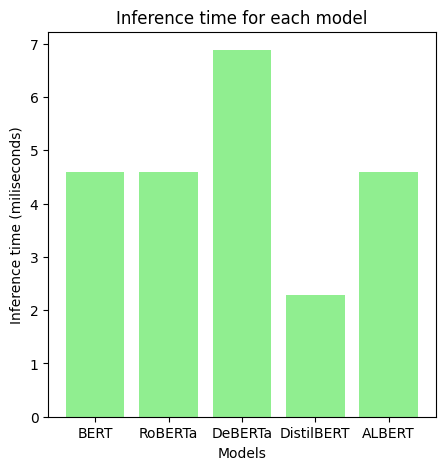 Inference time for each model
Inference time (miliseconds)
7
6
5
4
3
2
1
0
BERT RoBERTa DeBERTa DistilBERT ALBERT
Models